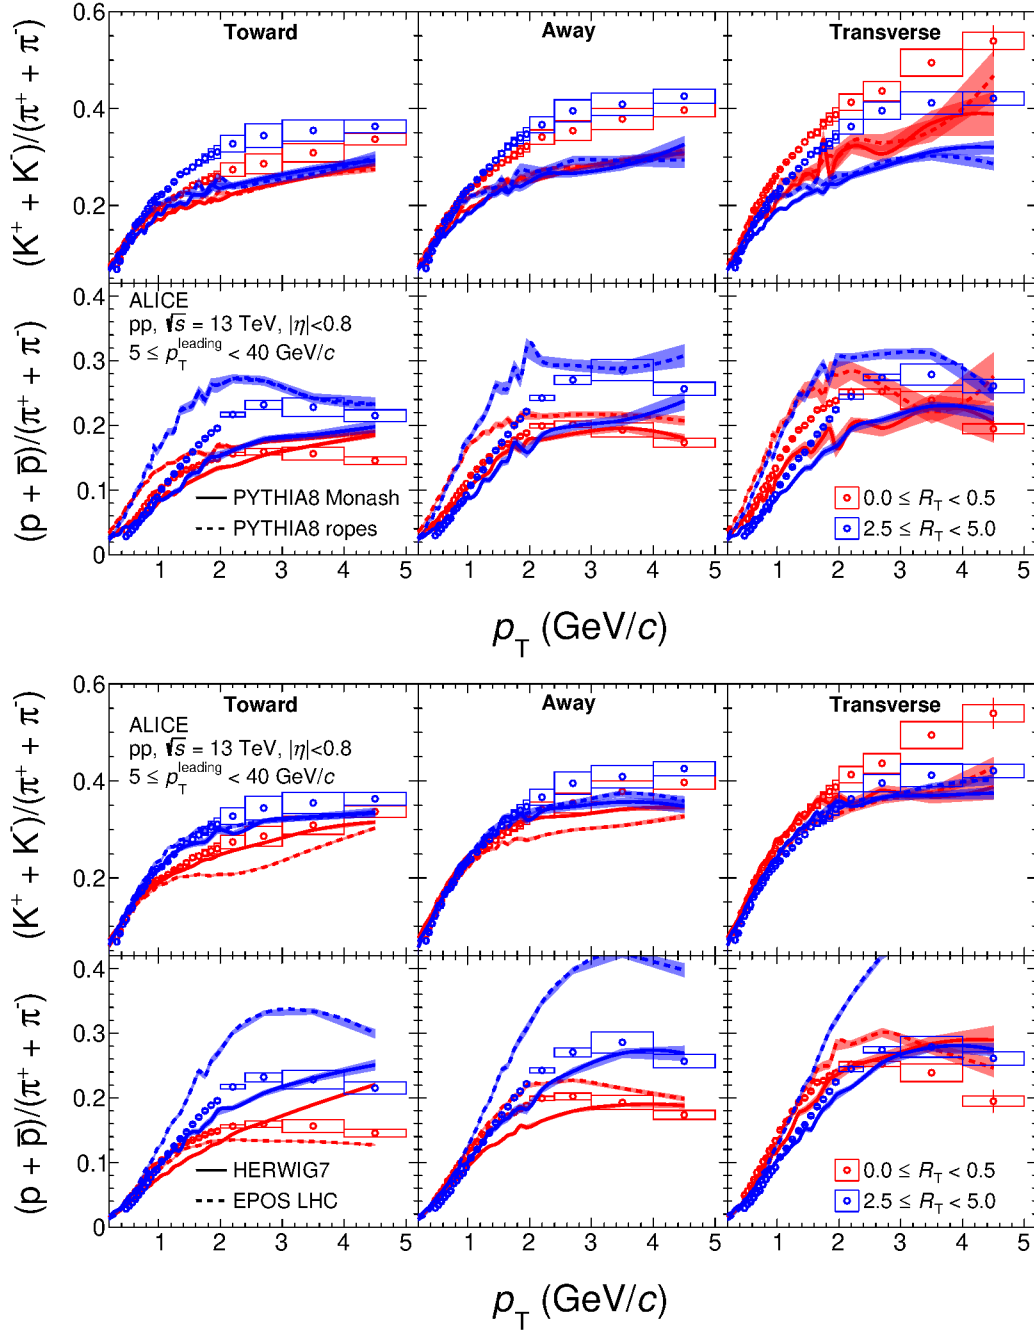 Toward Away Transverse
0.6
0.4
0.2
(K⁺ + K⁻)/(π⁺ + π⁻)
ALICE
pp, √s = 13 TeV, |η|<0.8
5 ≤ p_T^leading < 40 GeV/c
0.4
0.3
0.2
0.1
0
(p + p̅)/(π⁺ + π⁻)
PYTHIA8 Monash
PYTHIA8 ropes
0.0 ≤ R_T < 0.5
2.5 ≤ R_T < 5.0
1 2 3 4 5 1 2 3 4 5 1 2 3 4 5
p_T (GeV/c)
Toward Away Transverse
0.6
0.4
0.2
(K⁺ + K⁻)/(π⁺ + π⁻)
ALICE
pp, √s = 13 TeV, |η|<0.8
5 ≤ p_T^leading < 40 GeV/c
0.4
0.3
0.2
0.1
0
(p + p̅)/(π⁺ + π⁻)
HERWIG7
EPOS LHC
0.0 ≤ R_T < 0.5
2.5 ≤ R_T < 5.0
1 2 3 4 5 1 2 3 4 5 1 2 3 4 5
p_T (GeV/c)